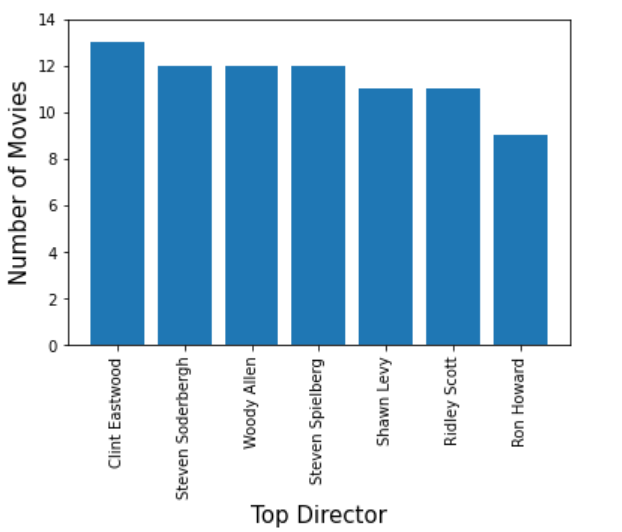 14
12
10
8
6
4
2
0
Number of Movies
Clint Eastwood
Steven Soderbergh
Woody Allen
Steven Spielberg
Shawn Levy
Ridley Scott
Ron Howard
Top Director